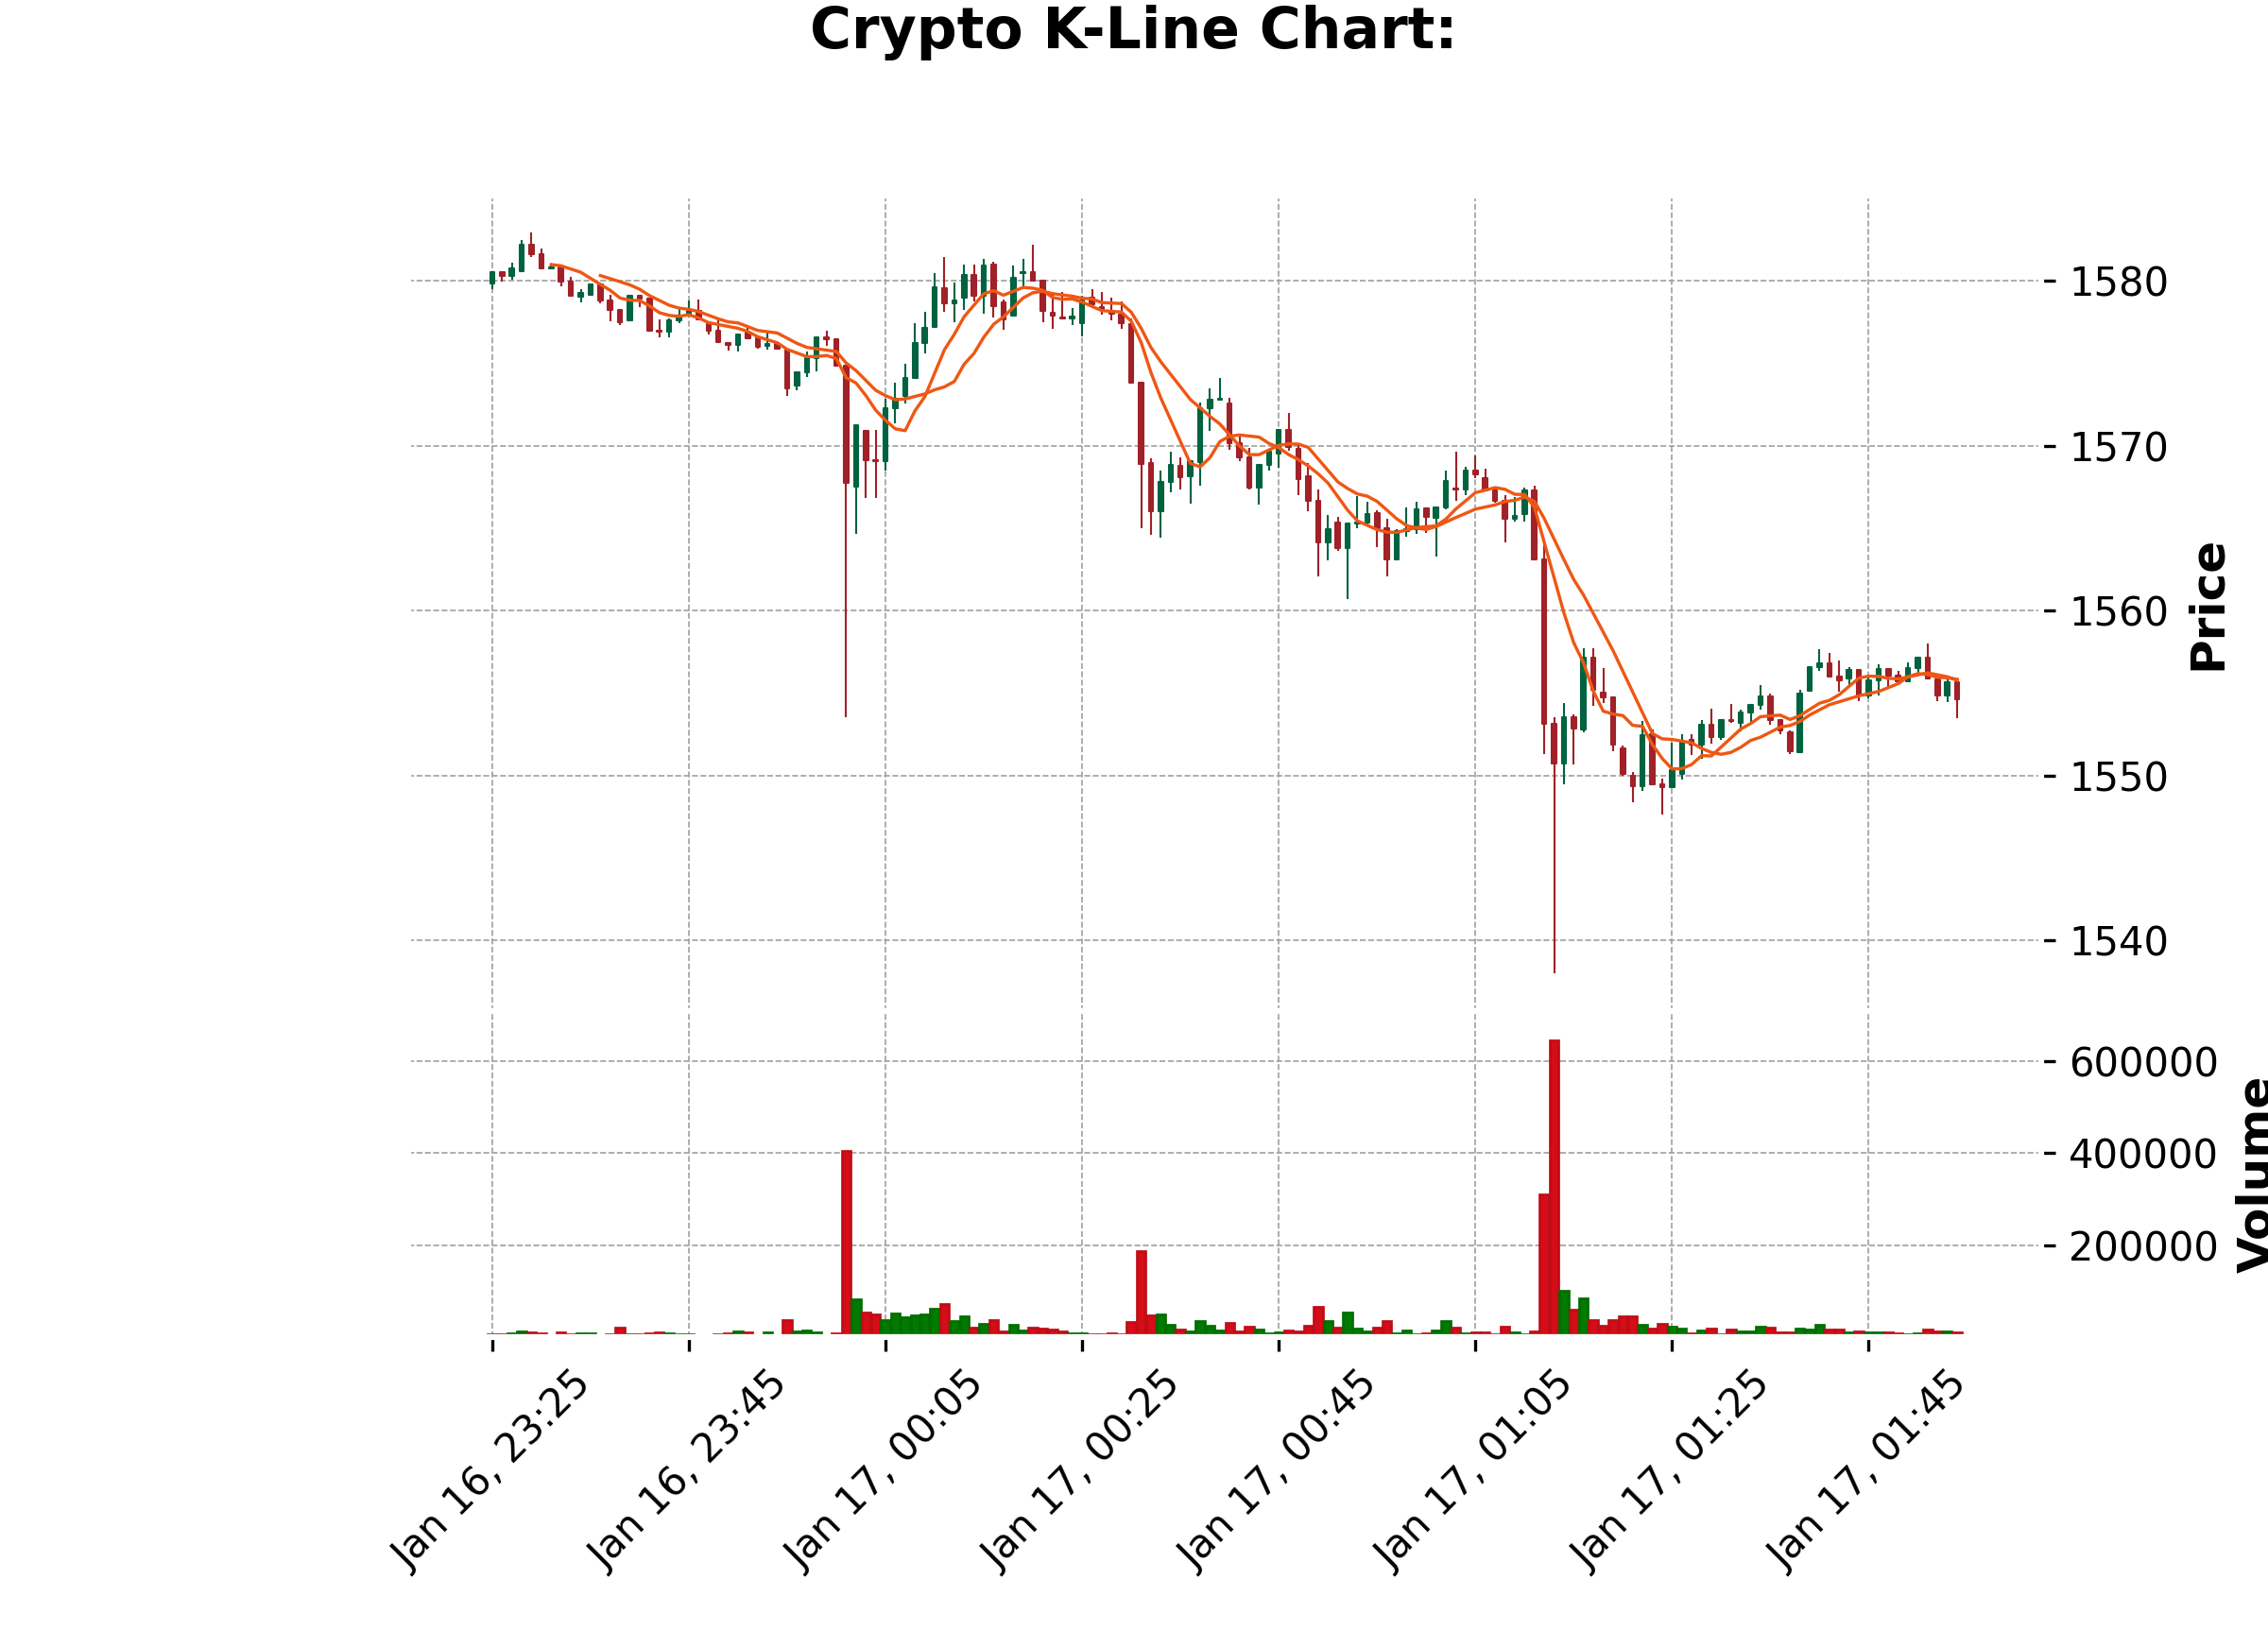 Crypto K-Line Chart:
1580
1570
1560
1550
1540
Price
600000
400000
200000
Volume
Jan 16, 23:25
Jan 16, 23:45
Jan 17, 00:05
Jan 17, 00:25
Jan 17, 00:45
Jan 17, 01:05
Jan 17, 01:25
Jan 17, 01:45